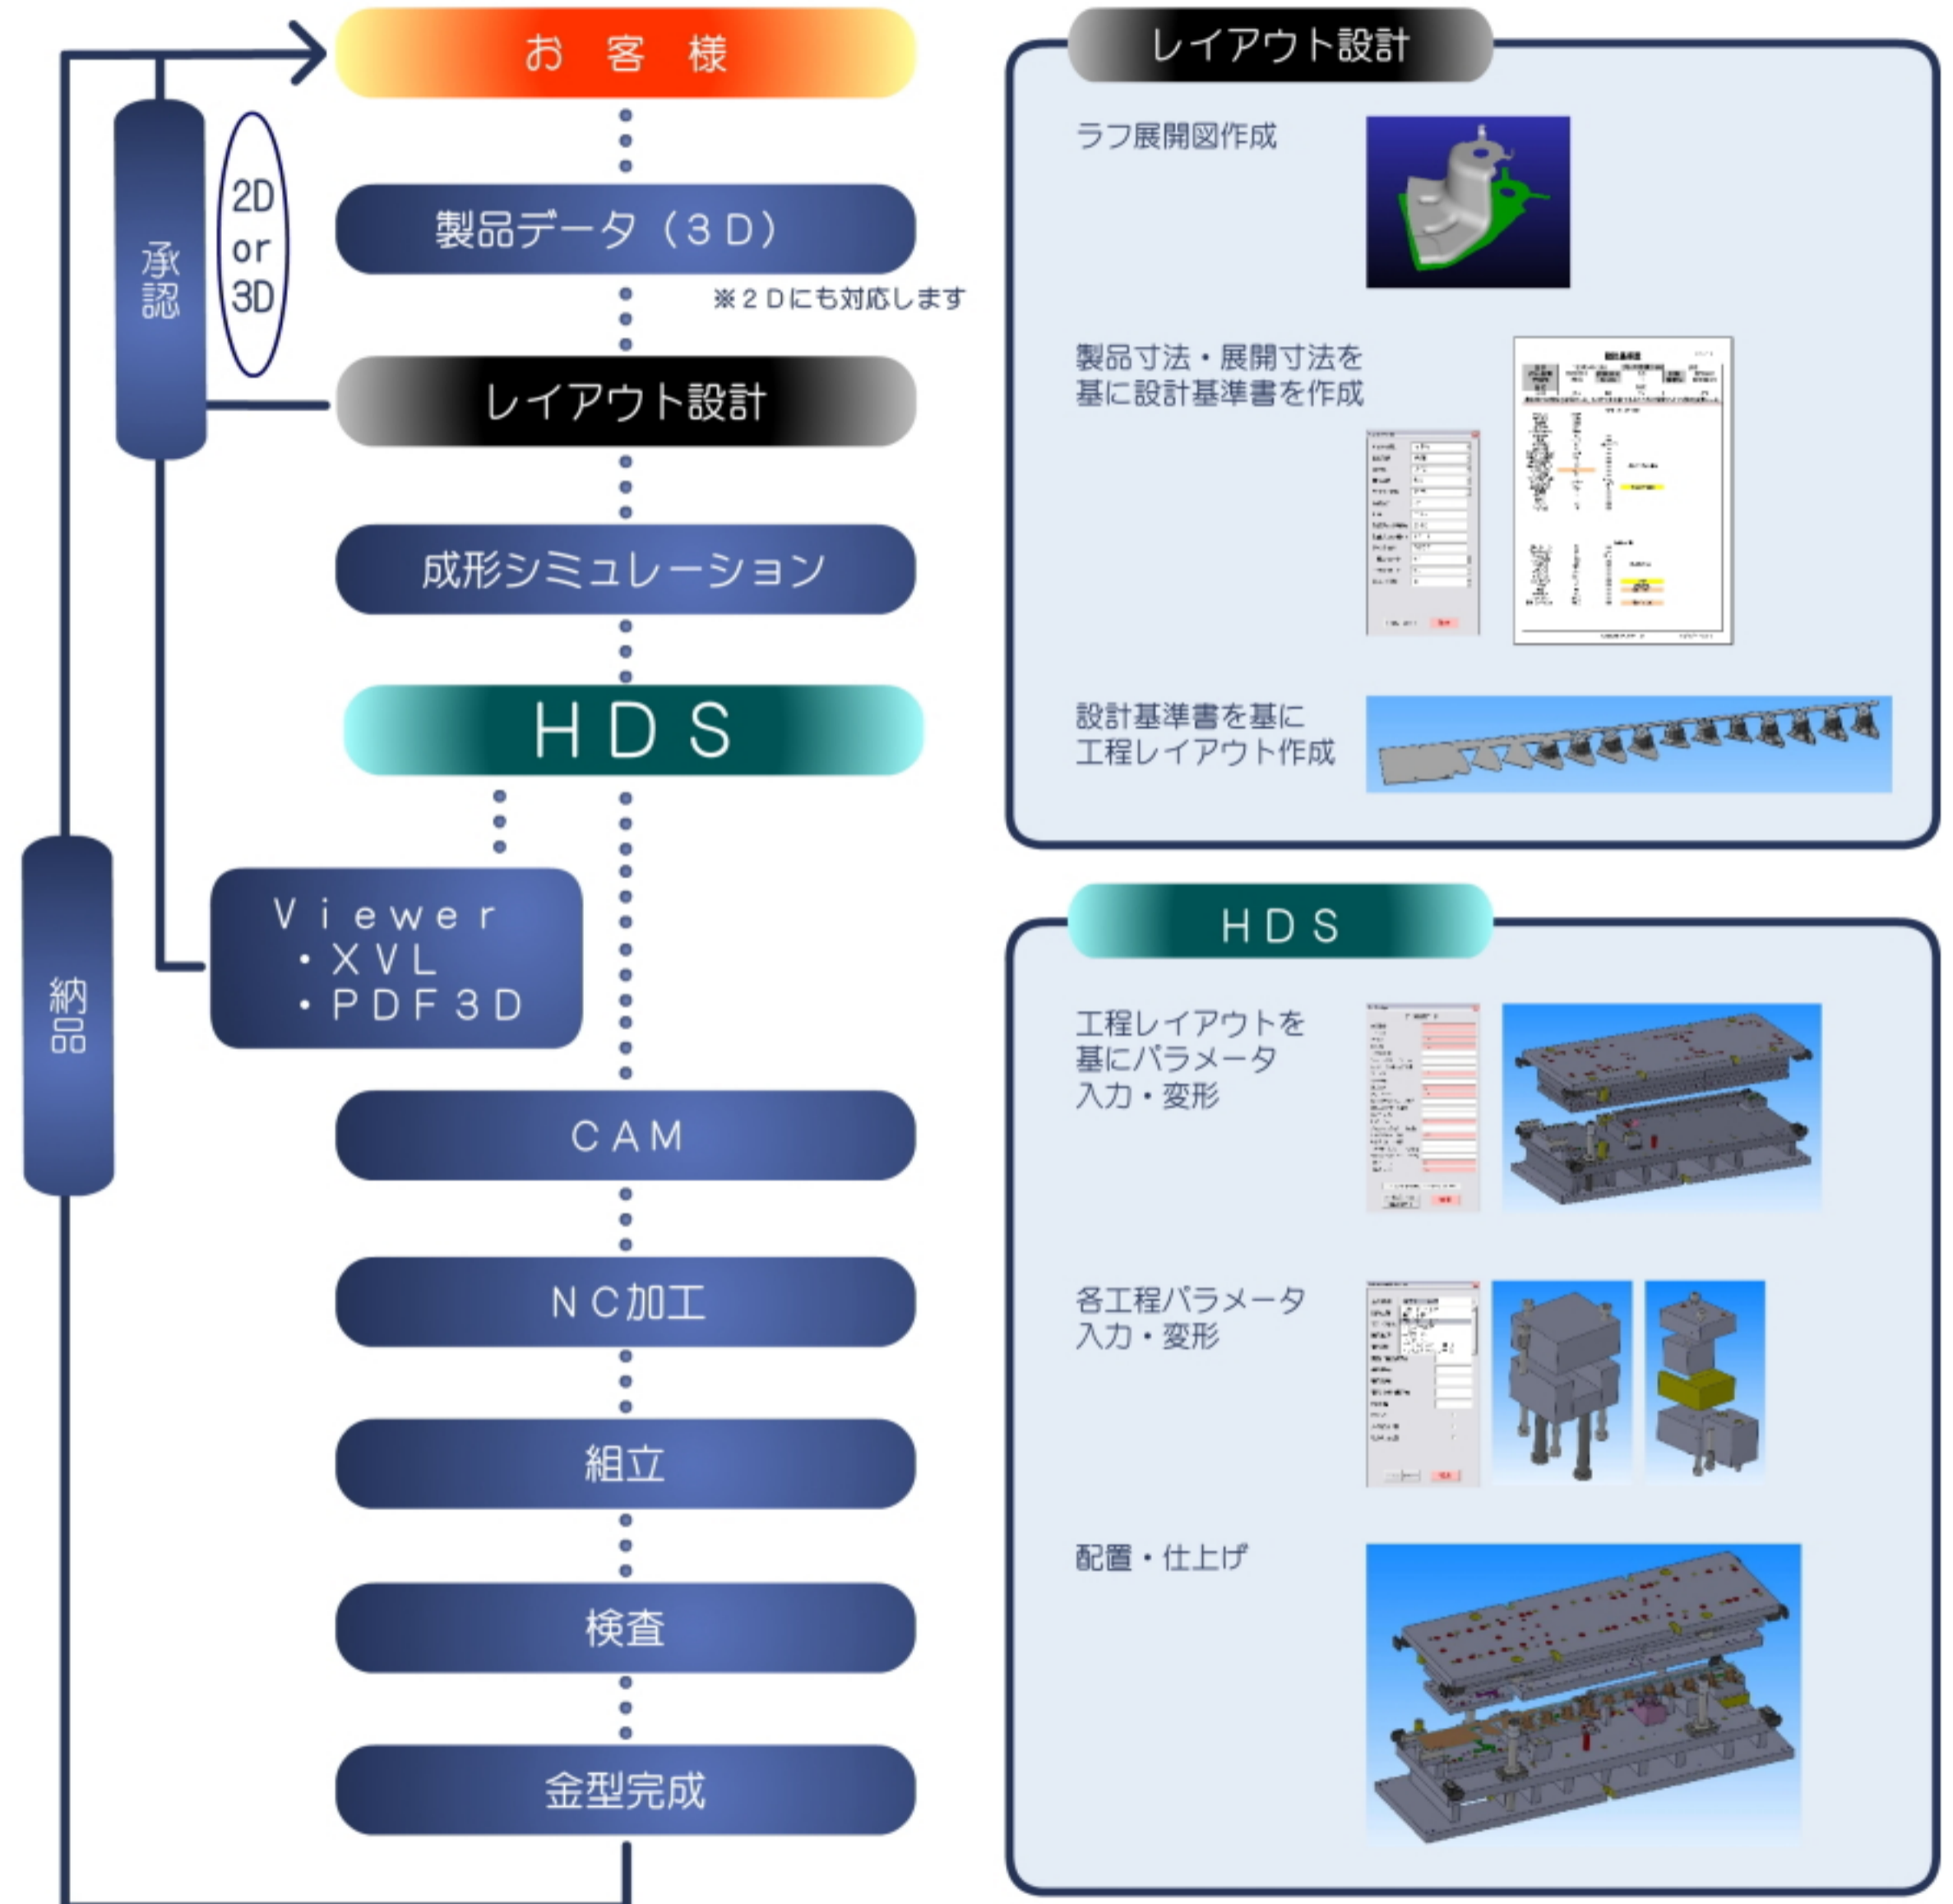 お客様
製品データ（３Ｄ）
※２Ｄにも対応します
承認
2D
or
3D
レイアウト設計
成形シミュレーション
ＨＤＳ
Ｖｉｅｗｅｒ
・ＸＶＬ
・ＰＤＦ３Ｄ
納品
ＣＡＭ
ＮＣ加工
組立
検査
金型完成
レイアウト設計
ラフ展開図作成
製品寸法・展開寸法を
基に設計基準書を作成
設計基準書
設計基準書を基に
工程レイアウト作成
ＨＤＳ
工程レイアウトを
基にパラメータ
入力・変形
各工程パラメータ
入力・変形
配置・仕上げ